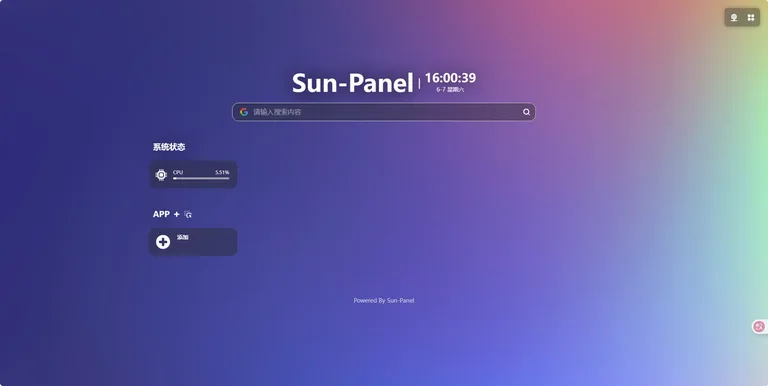 Sun-Panel
16:00:39
6-7 星期六
请输入搜索内容
系统状态
CPU 5.51%
APP
添加
Powered By Sun-Panel